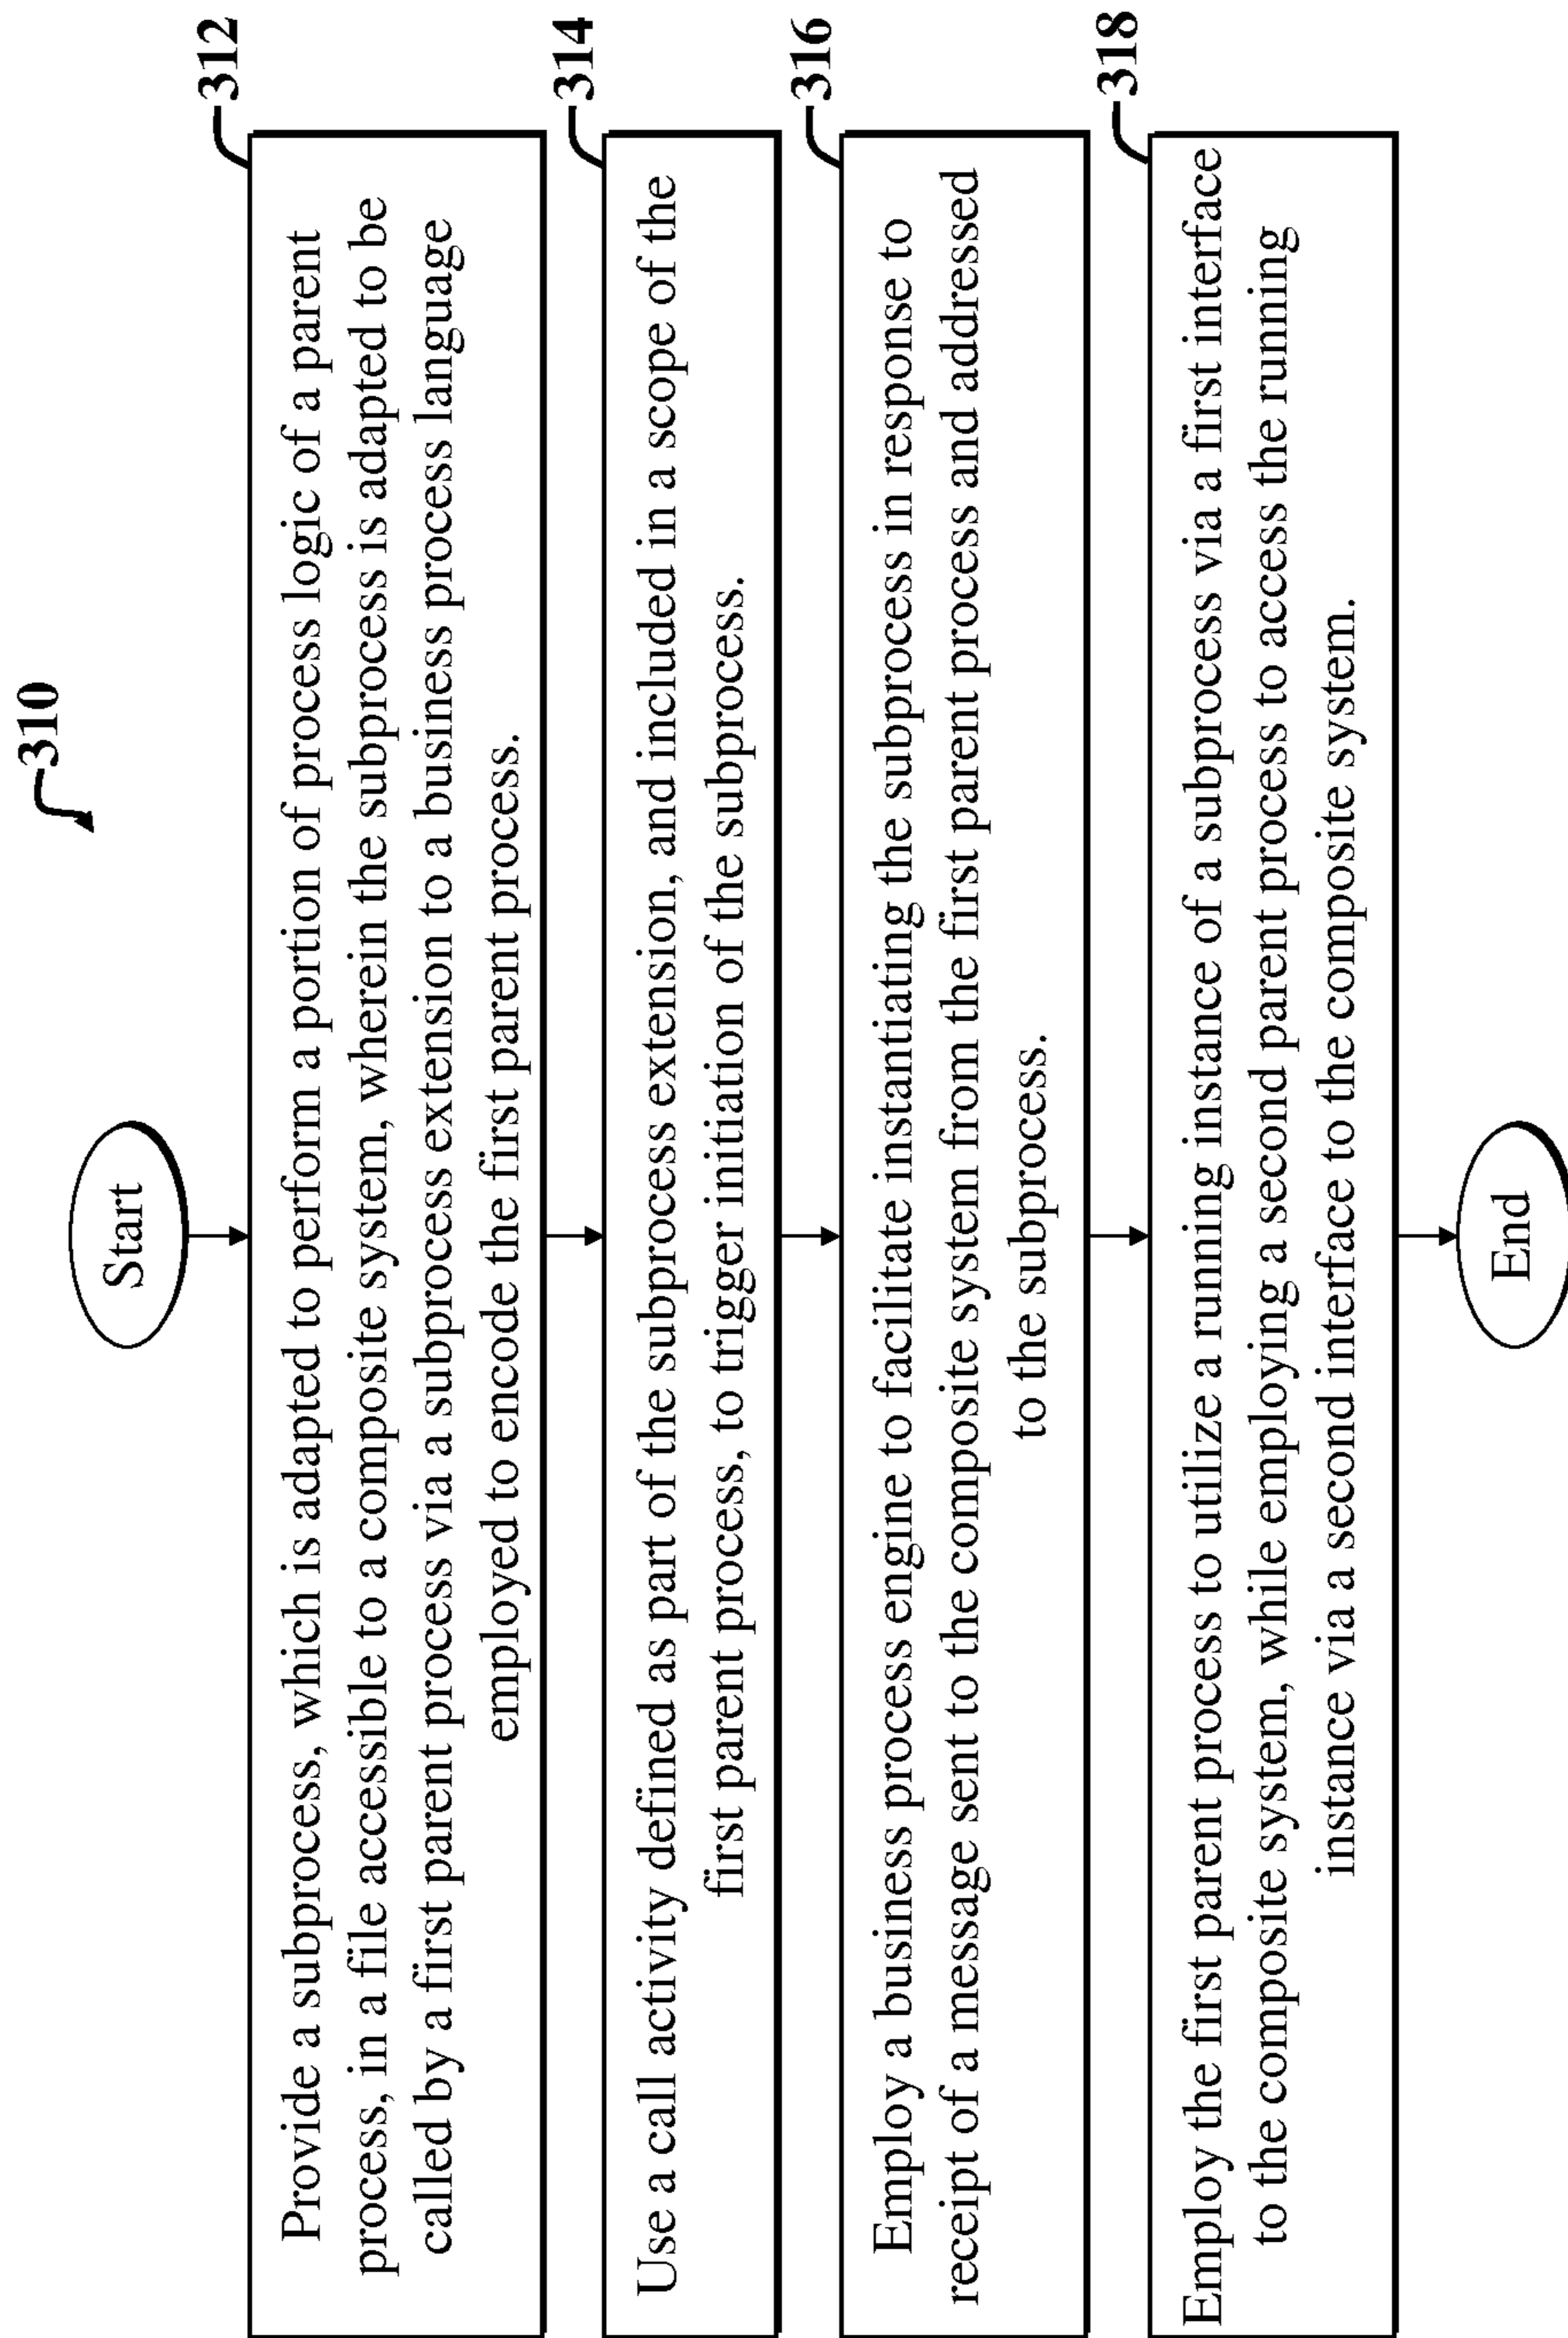 310
Start
312
Provide a subprocess, which is adapted to perform a portion of process logic of a parent
process, in a file accessible to a composite system, wherein the subprocess is adapted to be
called by a first parent process via a subprocess extension to a business process language
employed to encode the first parent process.
314
Use a call activity defined as part of the subprocess extension, and included in a scope of the
first parent process, to trigger initiation of the subprocess.
316
Employ a business process engine to facilitate instantiating the subprocess in response to
receipt of a message sent to the composite system from the first parent process and addressed
to the subprocess.
318
Employ the first parent process to utilize a running instance of a subprocess via a first interface
to the composite system, while employing a second parent process to access the running
instance via a second interface to the composite system.
End